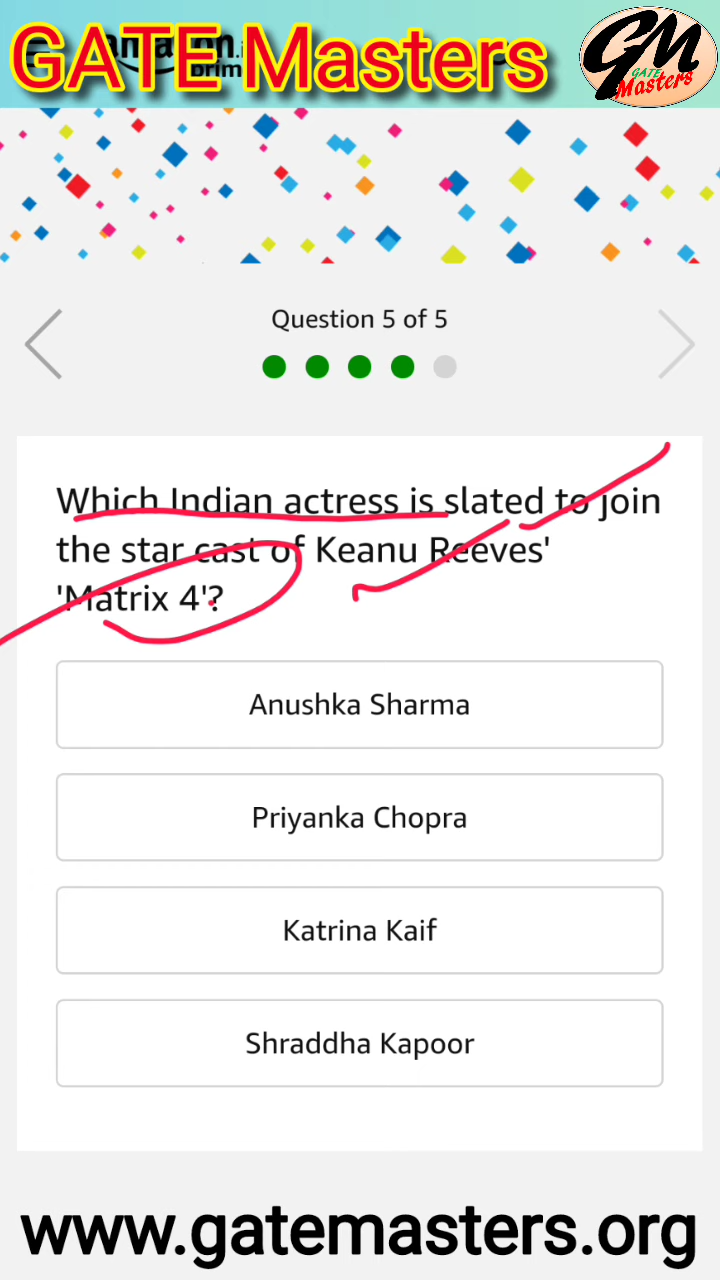 GATE Masters
GM
GATE
Masters
prim
Question 5 of 5
Which Indian actress is slated to join
the star cast of Keanu Reeves'
'Matrix 4'?
Anushka Sharma
Priyanka Chopra
Katrina Kaif
Shraddha Kapoor
www.gatemasters.org